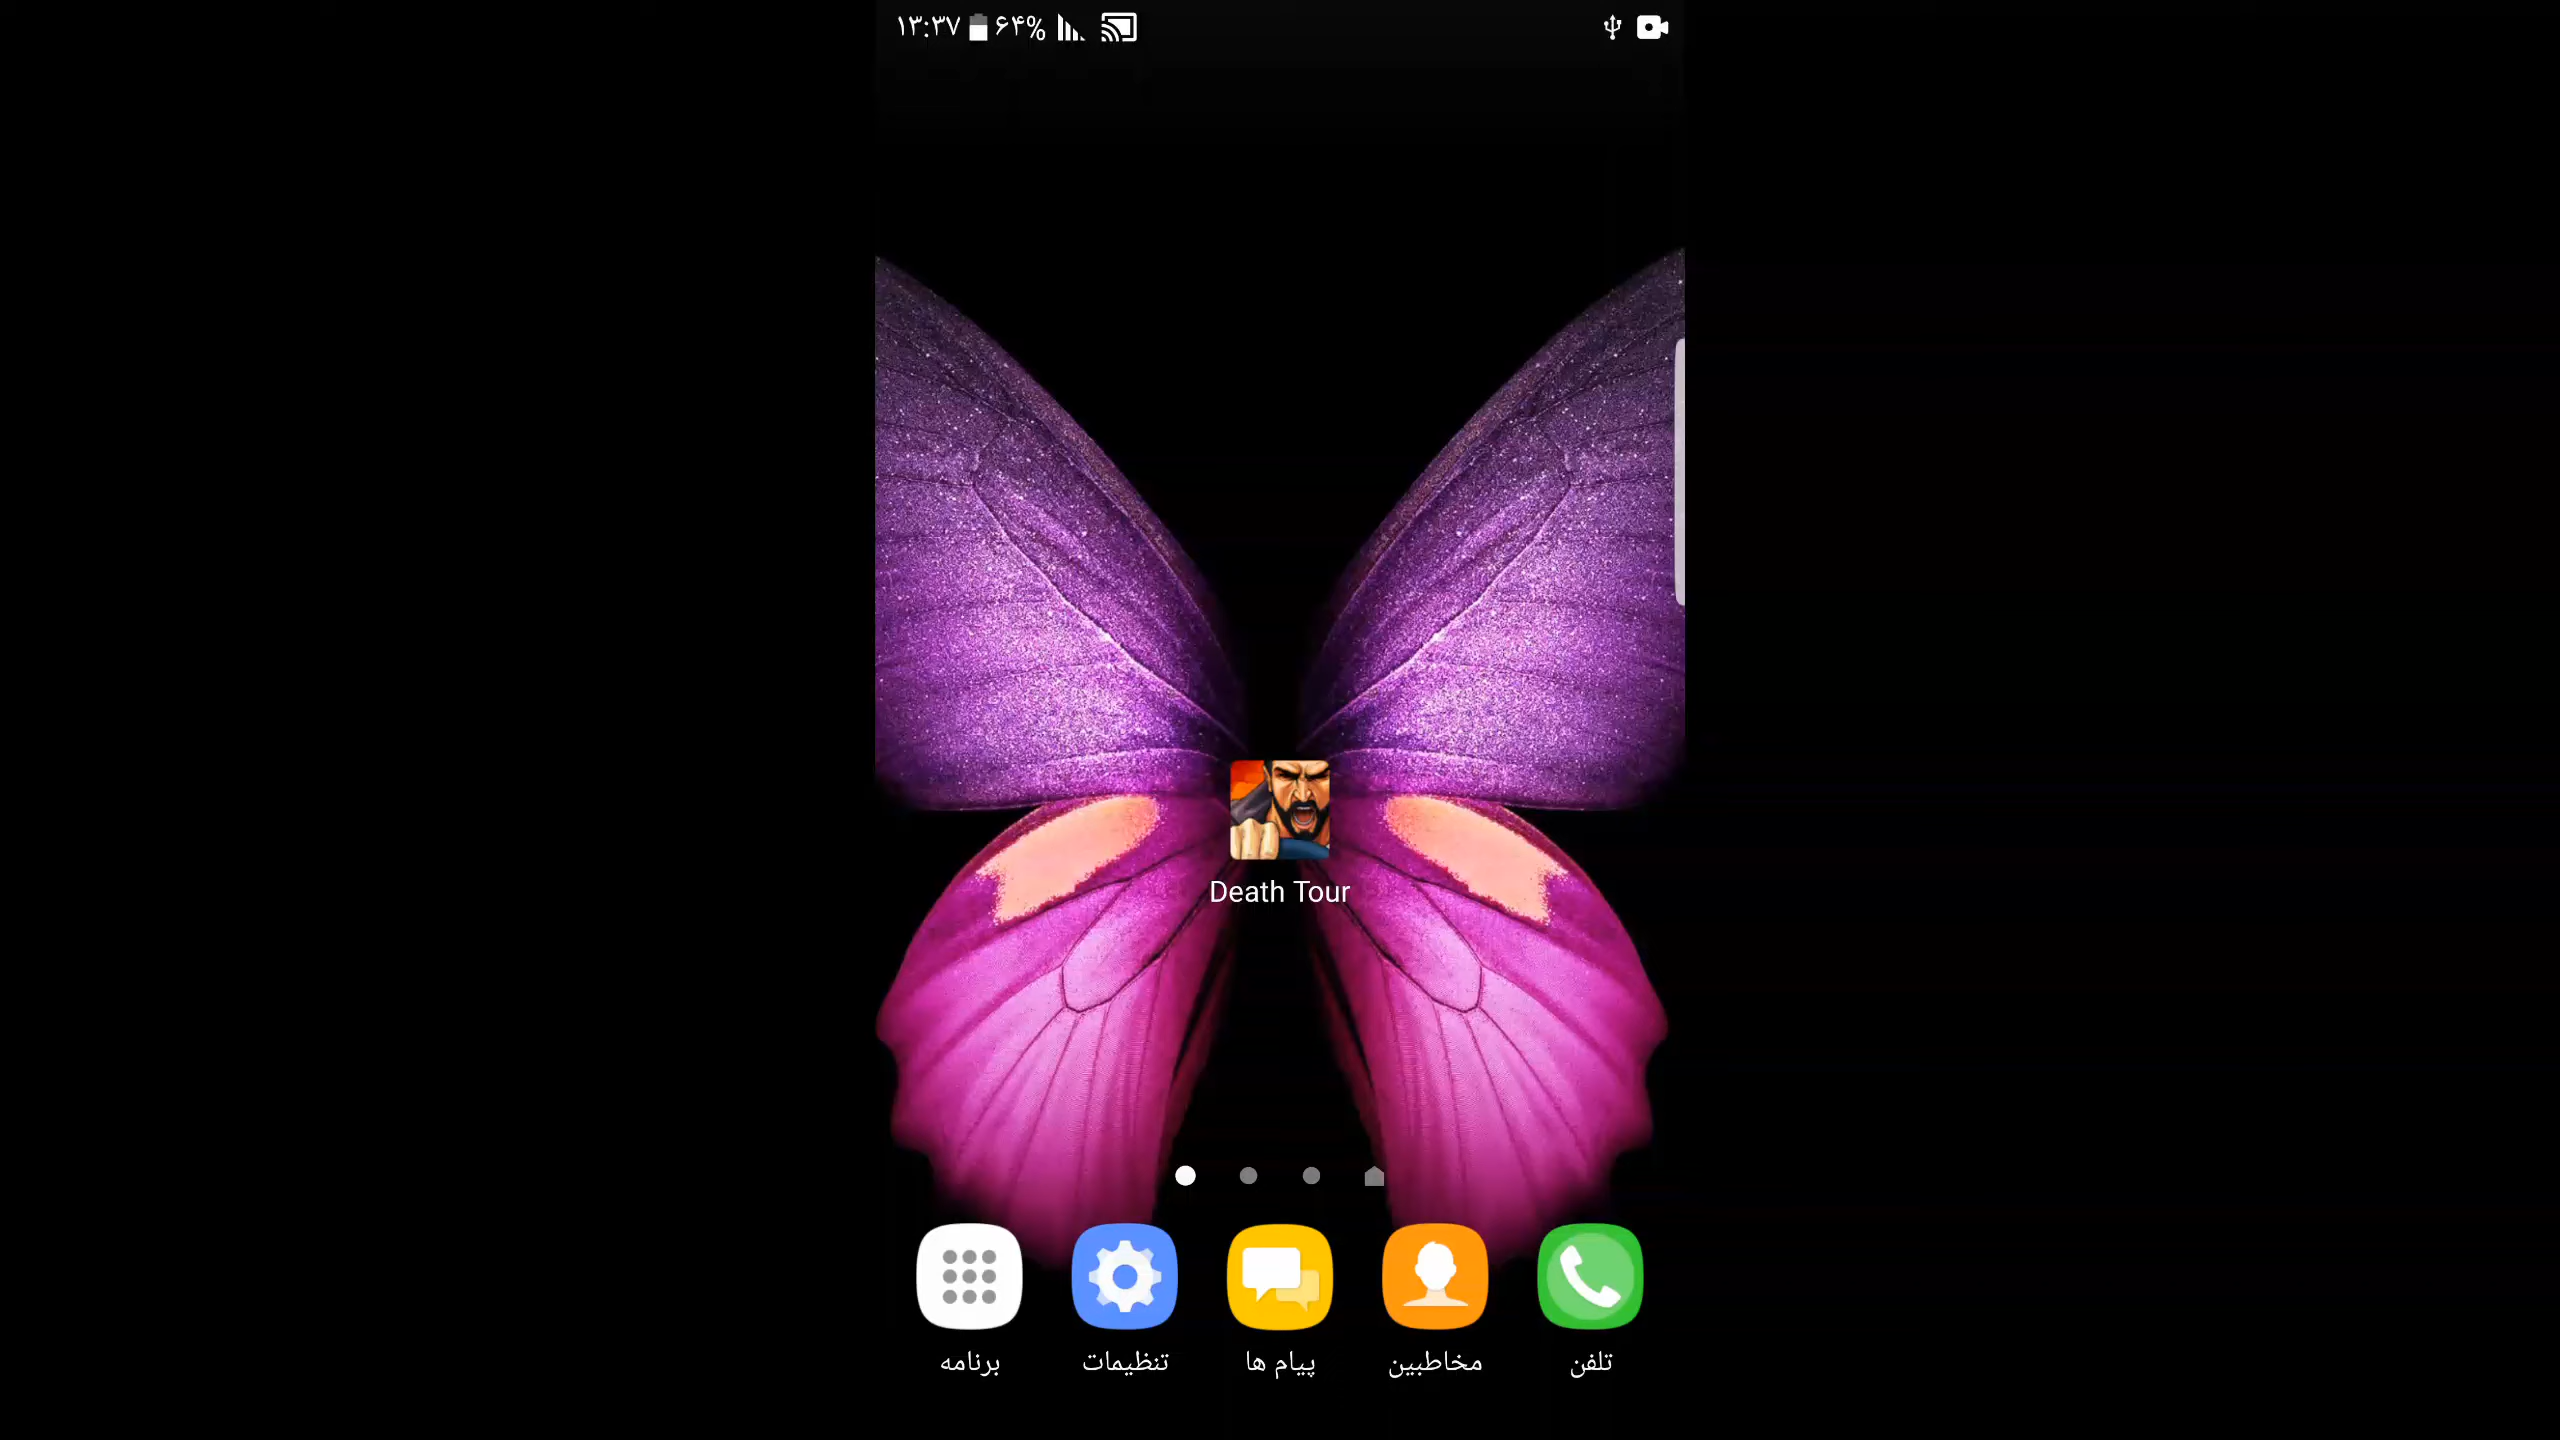 ۱۳:۳۷ ۶۴%
Death Tour
تلفن
مخاطبین
پیام ها
تنظیمات
برنامه